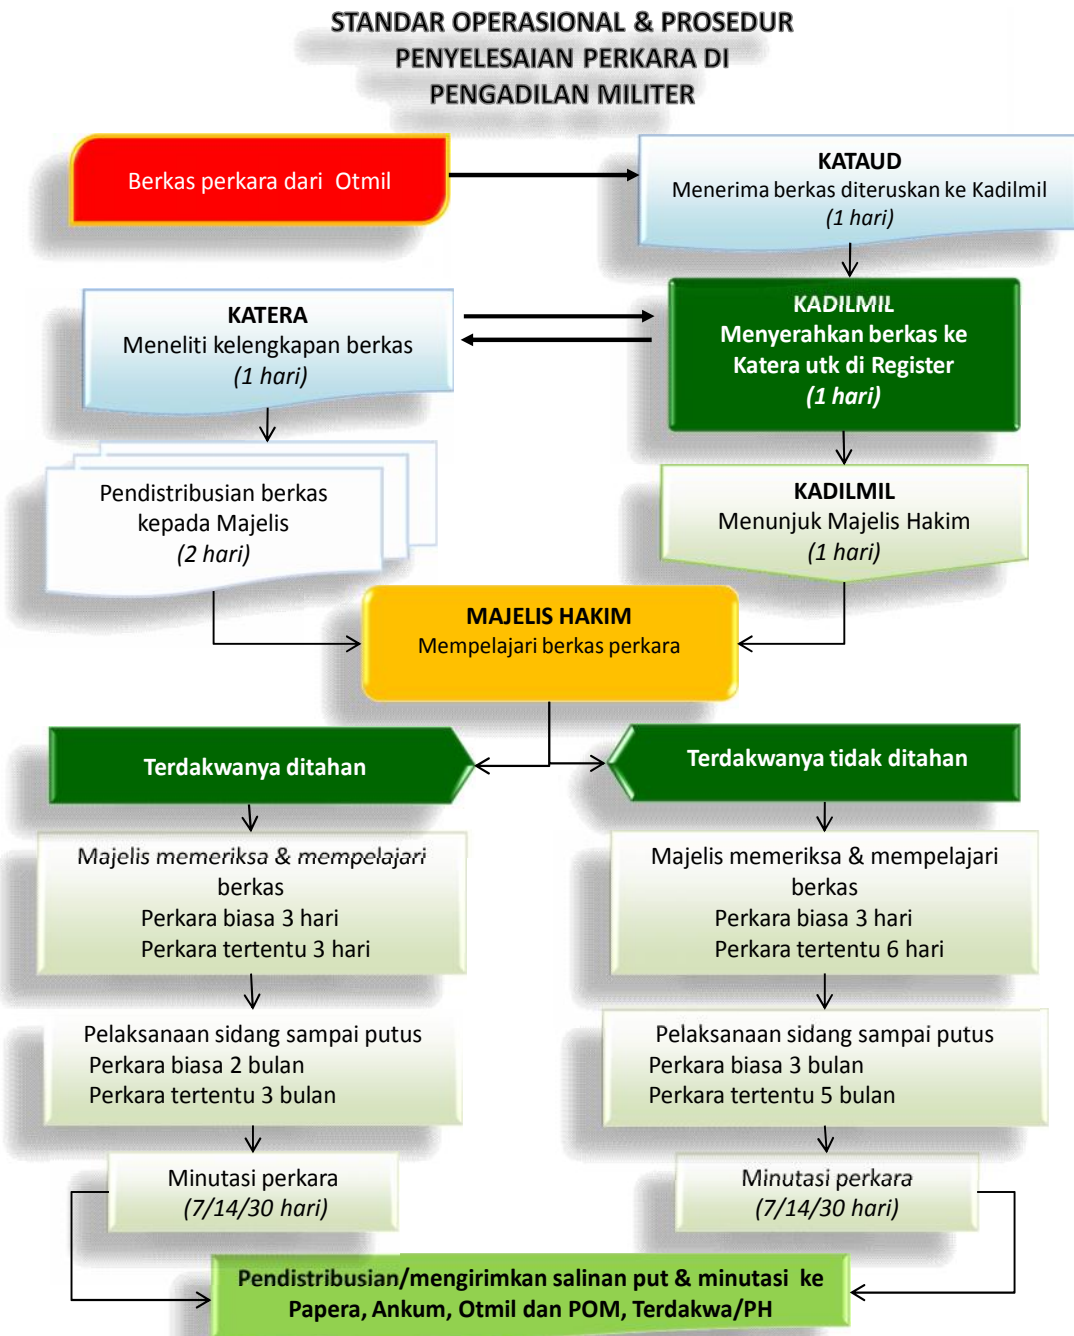 STANDAR OPERASIONAL & PROSEDUR
PENYELESAIAN PERKARA DI
PENGADILAN MILITER
Berkas perkara dari Otmil
KATAUD
Menerima berkas diteruskan ke Kadilmil
(1 hari)
KATERA
Meneliti kelengkapan berkas
(1 hari)
KADILMIL
Menyerahkan berkas ke
Katera utk di Register
(1 hari)
Pendistribusian berkas
kepada Majelis
(2 hari)
KADILMIL
Menunjuk Majelis Hakim
(1 hari)
MAJELIS HAKIM
Mempelajari berkas perkara
Terdakwanya ditahan
Terdakwanya tidak ditahan
Majelis memeriksa & mempelajari
berkas
Perkara biasa 3 hari
Perkara tertentu 3 hari
Majelis memeriksa & mempelajari
berkas
Perkara biasa 3 hari
Perkara tertentu 6 hari
Pelaksanaan sidang sampai putus
Perkara biasa 2 bulan
Perkara tertentu 3 bulan
Pelaksanaan sidang sampai putus
Perkara biasa 3 bulan
Perkara tertentu 5 bulan
Minutasi perkara
(7/14/30 hari)
Minutasi perkara
(7/14/30 hari)
Pendistribusian/mengirimkan salinan put & minutasi ke
Papera, Ankum, Otmil dan POM, Terdakwa/PH